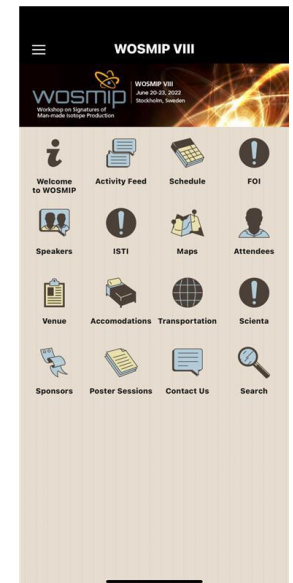 WOSMIP VIII
wosmip
Workshop on Signatures of
Man-made Isotope Production
WOSMIP VIII
June 20-23, 2022
Stockholm, Sweden
Welcome
to WOSMIP
Activity Feed
Schedule
FOI
Speakers
ISTI
Maps
Attendees
Venue
Accomodations
Transportation
Scienta
Sponsors
Poster Sessions
Contact Us
Search